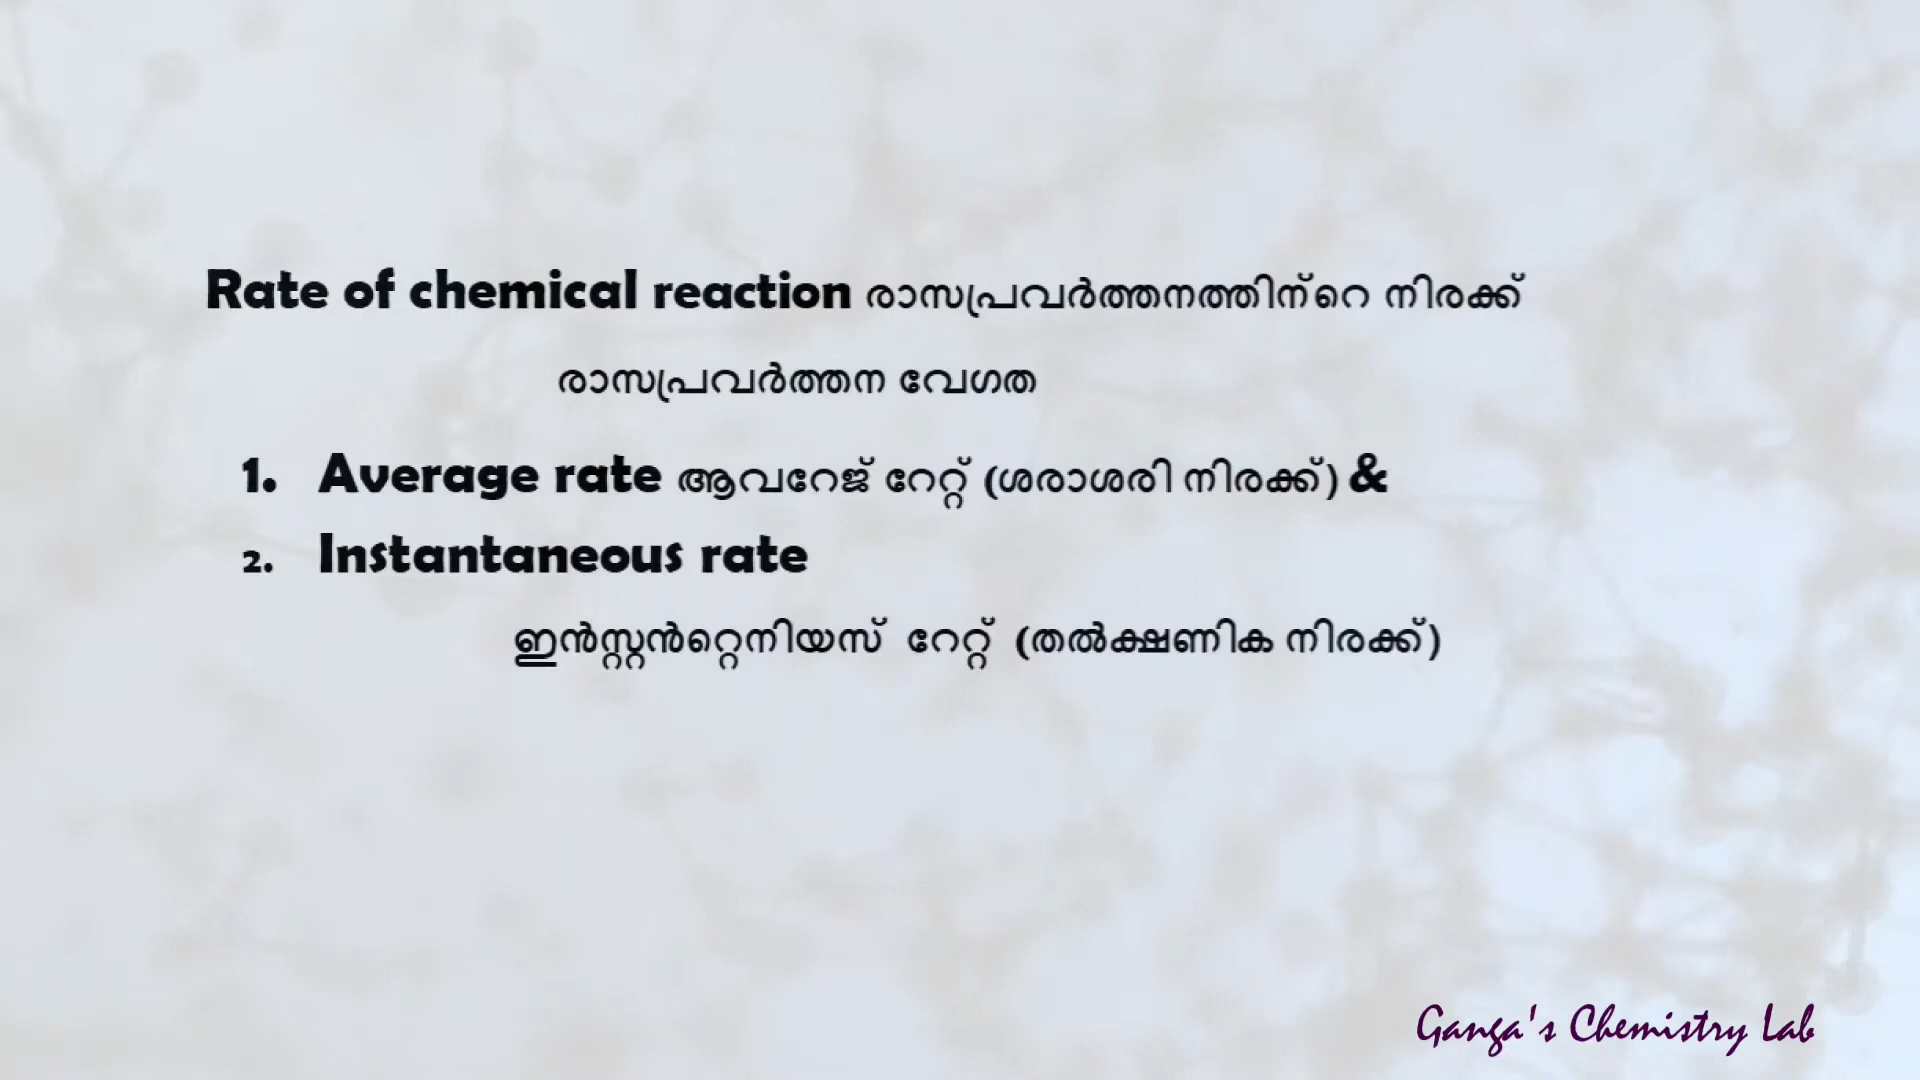 Rate of chemical reaction രാസപ്രവർത്തനത്തിന്റെ നിരക്ക്
രാസപ്രവർത്തന വേഗത
1. Average rate ആവറേജ് റേറ്റ് (ശരാശരി നിരക്ക്) &
2. Instantaneous rate
ഇൻസ്റ്റൻറ്റെനിയസ് റേറ്റ് (തൽക്ഷണിക നിരക്ക്)
Ganga's Chemistry Lab